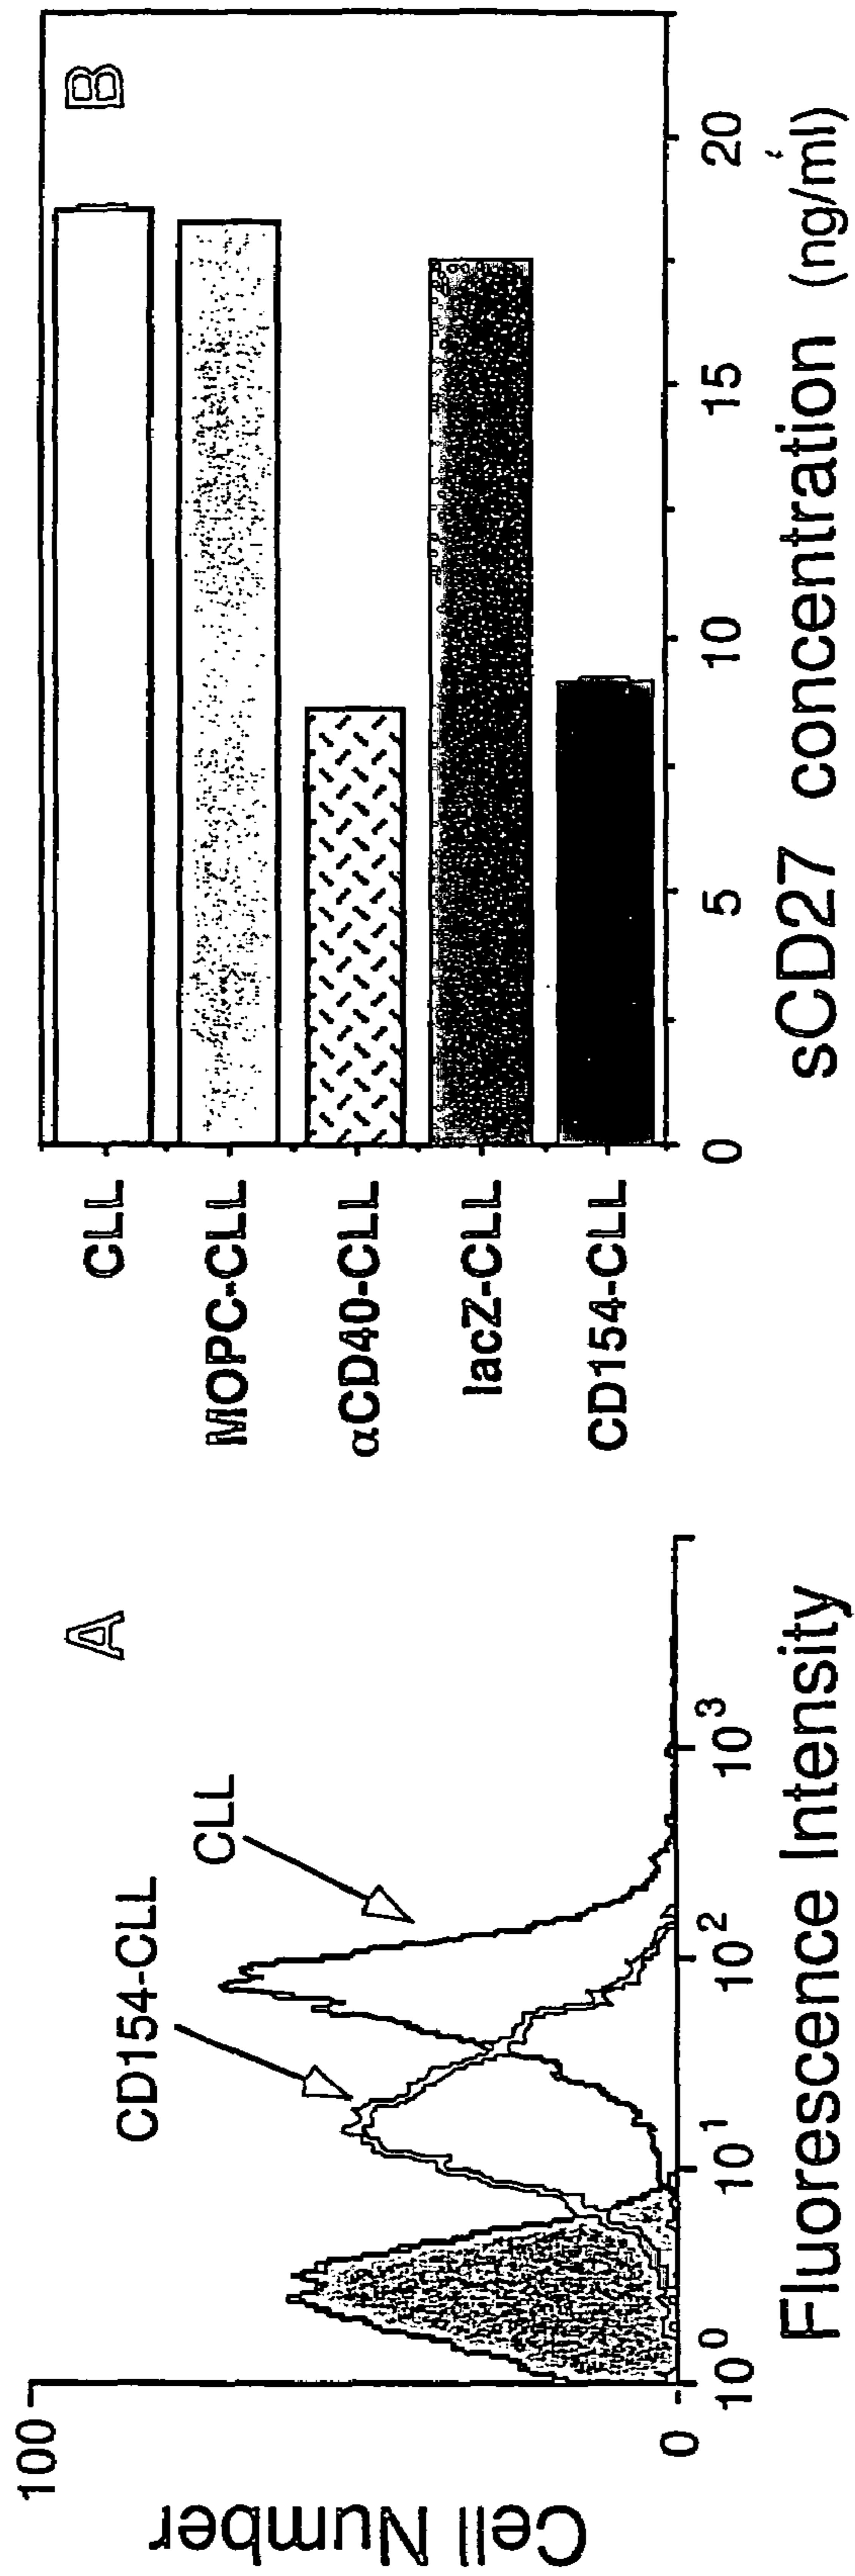 A
Cell Number
100
0
CD154-CLL
CLL
10^0 10^1 10^2 10^3
Fluorescence Intensity
B
CLL
MOPC-CLL
αCD40-CLL
lacZ-CLL
CD154-CLL
0 5 10 15 20
sCD27 concentration (ng/ml)